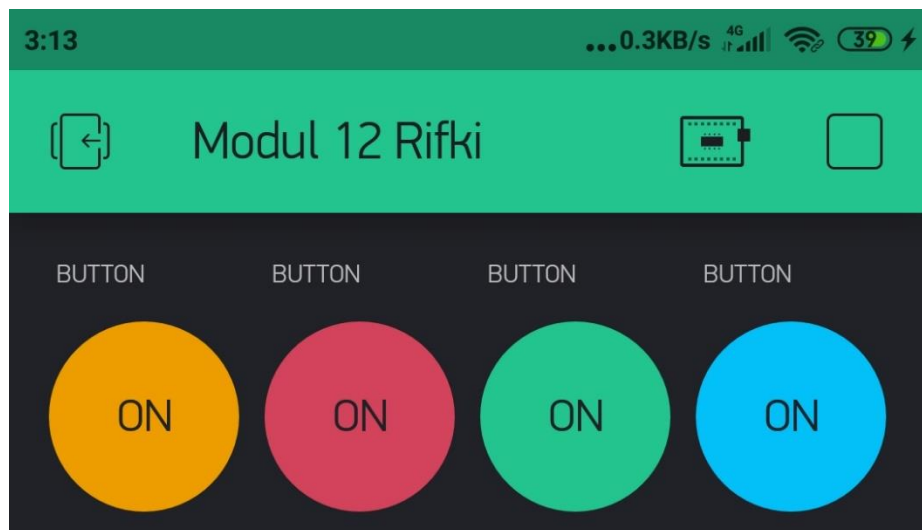 3:13 ...0.3KB/s 4G 39
Modul 12 Rifki
BUTTON BUTTON BUTTON BUTTON
ON ON ON ON